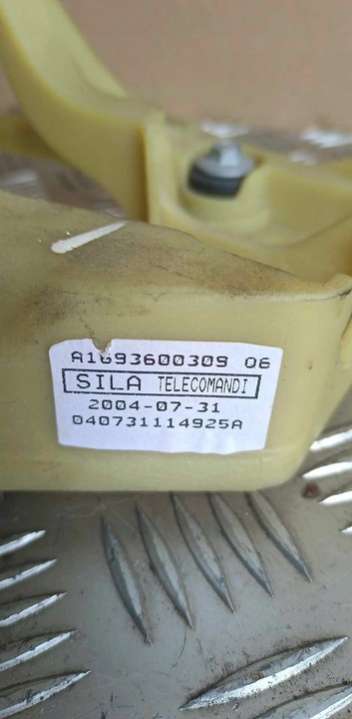 A1693600309 06
SILA TELECOMANDI
2004-07-31
040731114925A